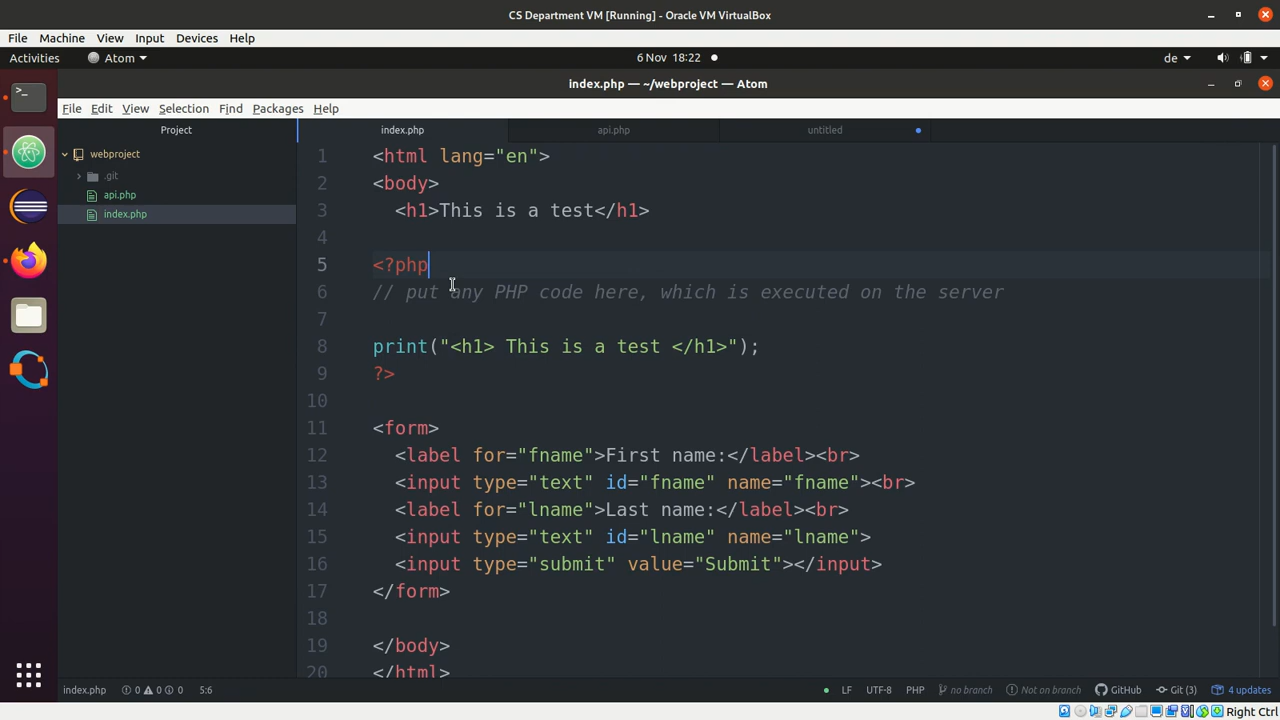 CS Department VM [Running] - Oracle VM VirtualBox
File Machine View Input Devices Help
Activities Atom 6 Nov 18:22 de
index.php — ~/webproject — Atom
File Edit View Selection Find Packages Help
Project index.php api.php untitled
webproject
.git
api.php
index.php
1 <html lang="en">
2 <body>
3 <h1>This is a test</h1>
4
5 <?php
6 // put any PHP code here, which is executed on the server
7
8 print("<h1> This is a test </h1>");
9 ?>
10
11 <form>
12 <label for="fname">First name:</label><br>
13 <input type="text" id="fname" name="fname"><br>
14 <label for="lname">Last name:</label><br>
15 <input type="text" id="lname" name="lname">
16 <input type="submit" value="Submit"></input>
17 </form>
18
19 </body>
20 </html>
index.php 0 0 0 5:6 LF UTF-8 PHP no branch Not on branch GitHub Git (3) 4 updates
Right Ctrl